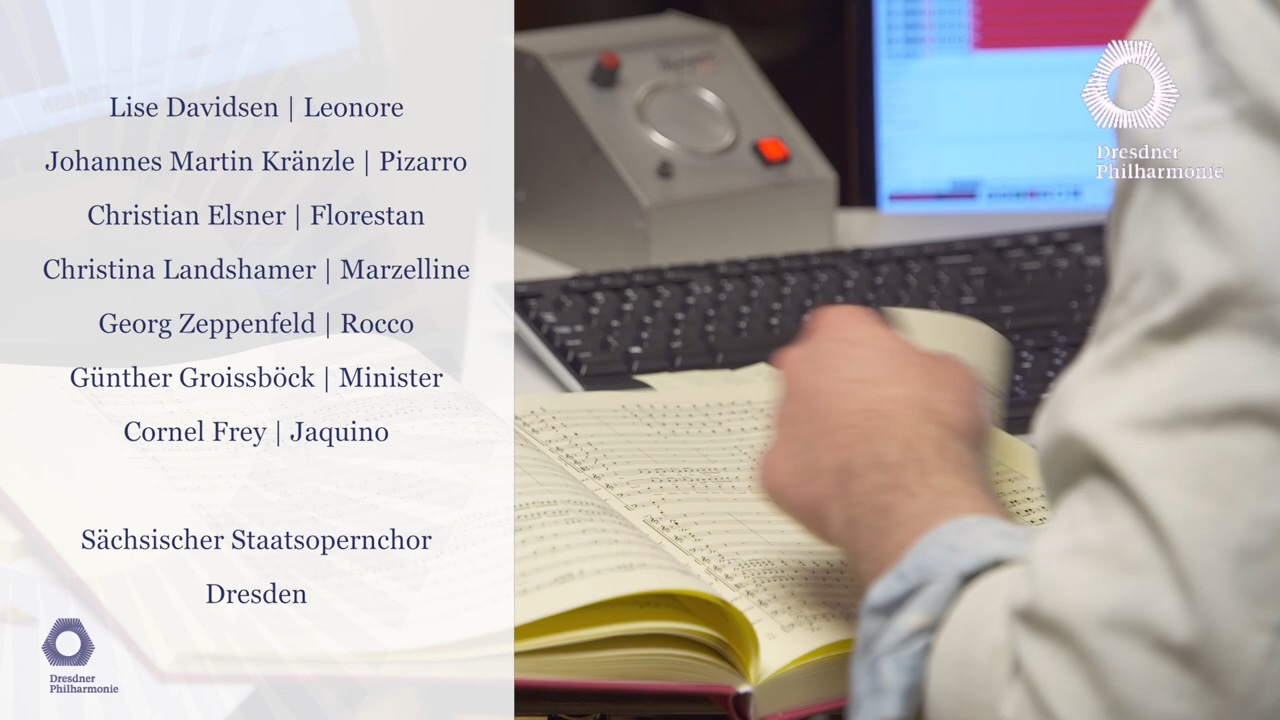 Lise Davidsen | Leonore
Johannes Martin Kränzle | Pizarro
Christian Elsner | Florestan
Christina Landshamer | Marzelline
Georg Zeppenfeld | Rocco
Günther Groissböck | Minister
Cornel Frey | Jaquino
Sächsischer Staatsopernchor
Dresden
Dresdner
Philharmonie
Dresdner
Philharmonie